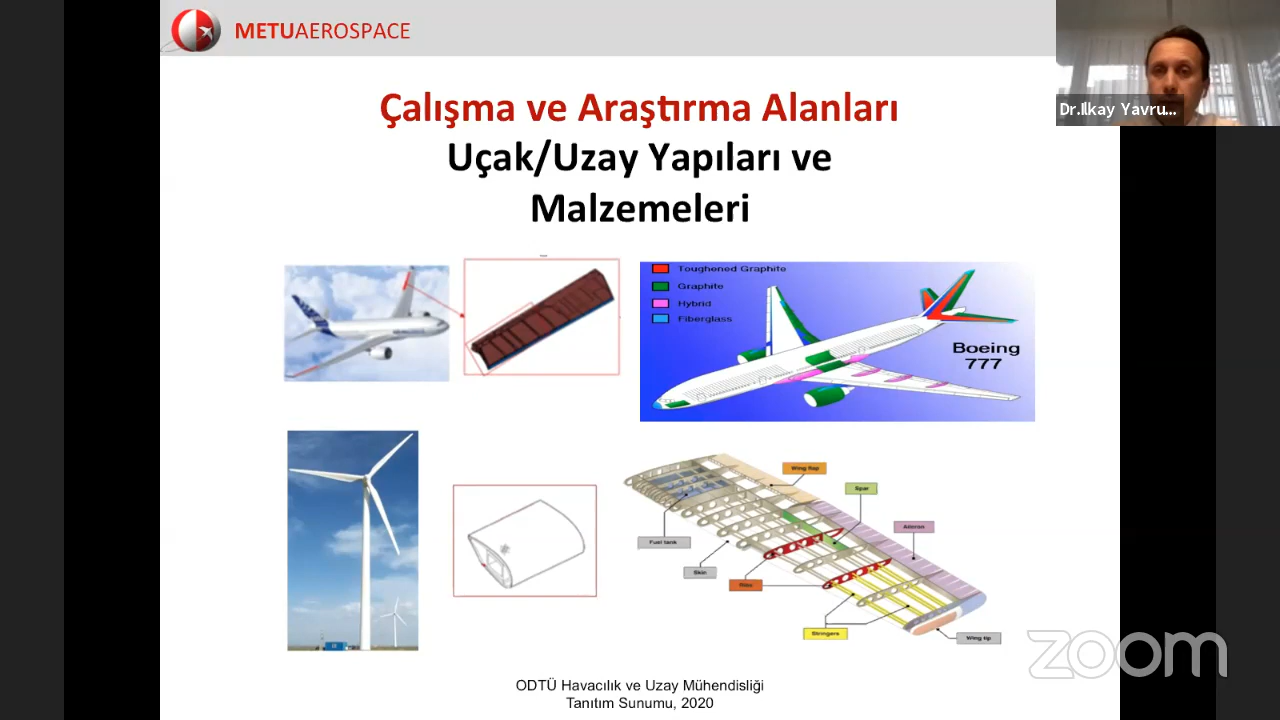 METUAEROSPACE
Dr.Ilkay Yavru...
Çalışma ve Araştırma Alanları
Uçak/Uzay Yapıları ve
Malzemeleri
Toughened Graphite
Graphite
Hybrid
Fiberglass
Boeing
777
Wing flap
Spar
Aileron
Fuel tank
Skin
Ribs
Stringers
Wing tip
zoom
ODTÜ Havacılık ve Uzay Mühendisliği
Tanıtım Sunumu, 2020